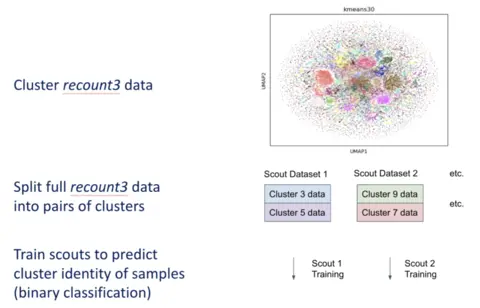 kmeans30
UMAP2
UMAP1
Cluster recount3 data
Scout Dataset 1
Scout Dataset 2
etc.
Cluster 3 data
Cluster 9 data
Cluster 5 data
Cluster 7 data
etc.
Split full recount3 data
into pairs of clusters
Train scouts to predict
cluster identity of samples
(binary classification)
Scout 1
Training
Scout 2
Training